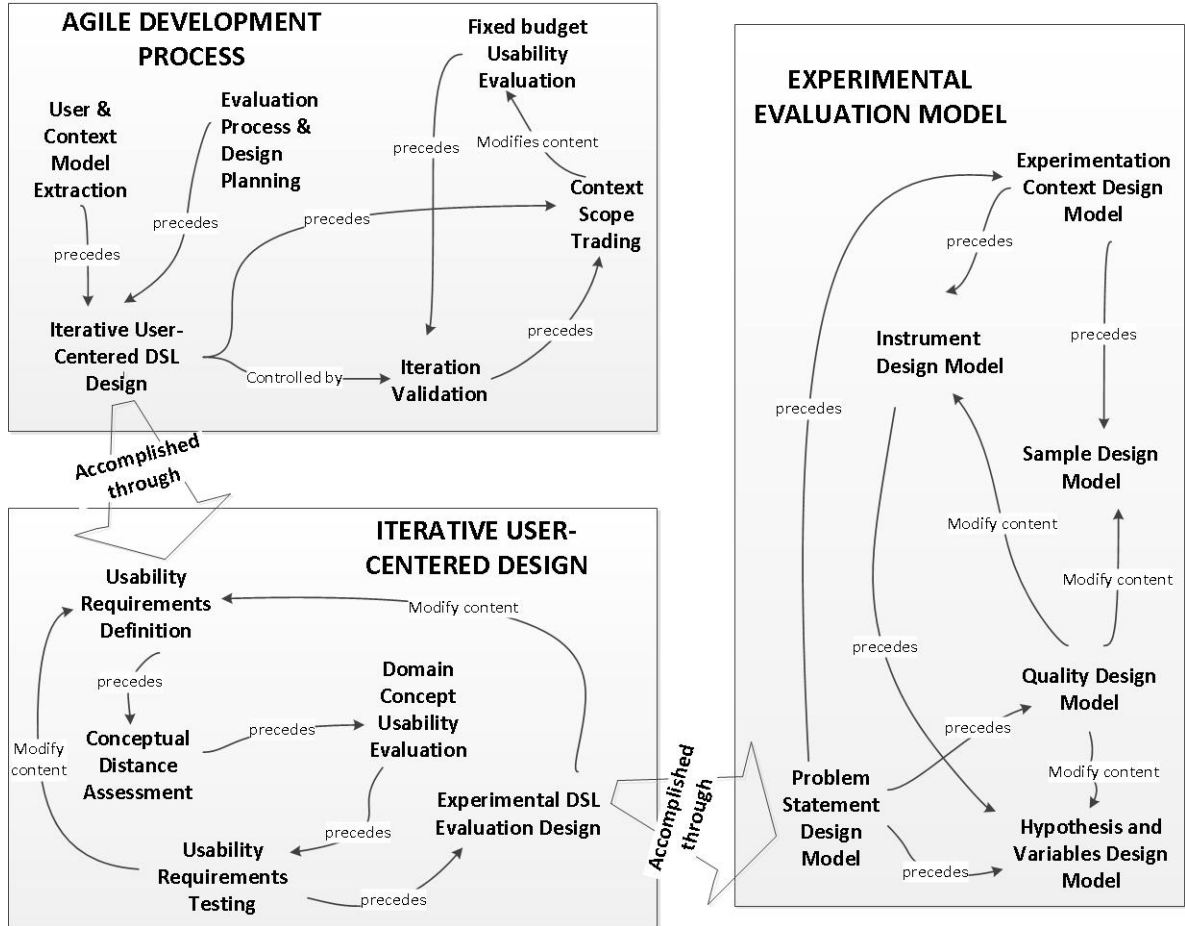 AGILE DEVELOPMENT
PROCESS
Fixed budget
Usability
Evaluation
User &
Context
Model
Extraction
Evaluation
Process &
Design
Planning
precedes
Modifies content
Context
Scope
Trading
precedes
precedes
precedes
precedes
Iterative User-
Centered DSL
Design
Controlled by
Iteration
Validation
precedes
Accomplished
through
ITERATIVE USER-
CENTERED DESIGN
Usability
Requirements
Definition
Modify content
precedes
Domain
Concept
Usability
Evaluation
precedes
Modify
content
Conceptual
Distance
Assessment
Experimental DSL
Evaluation Design
precedes
Usability
Requirements
Testing
precedes
Accomplished
through
EXPERIMENTAL
EVALUATION MODEL
Experimentation
Context Design
Model
precedes
Instrument
Design Model
precedes
precedes
Sample Design
Model
Modify content
Modify content
precedes
Quality Design
Model
precedes
Modify content
Problem
Statement
Design
Model
precedes
Hypothesis and
Variables Design
Model